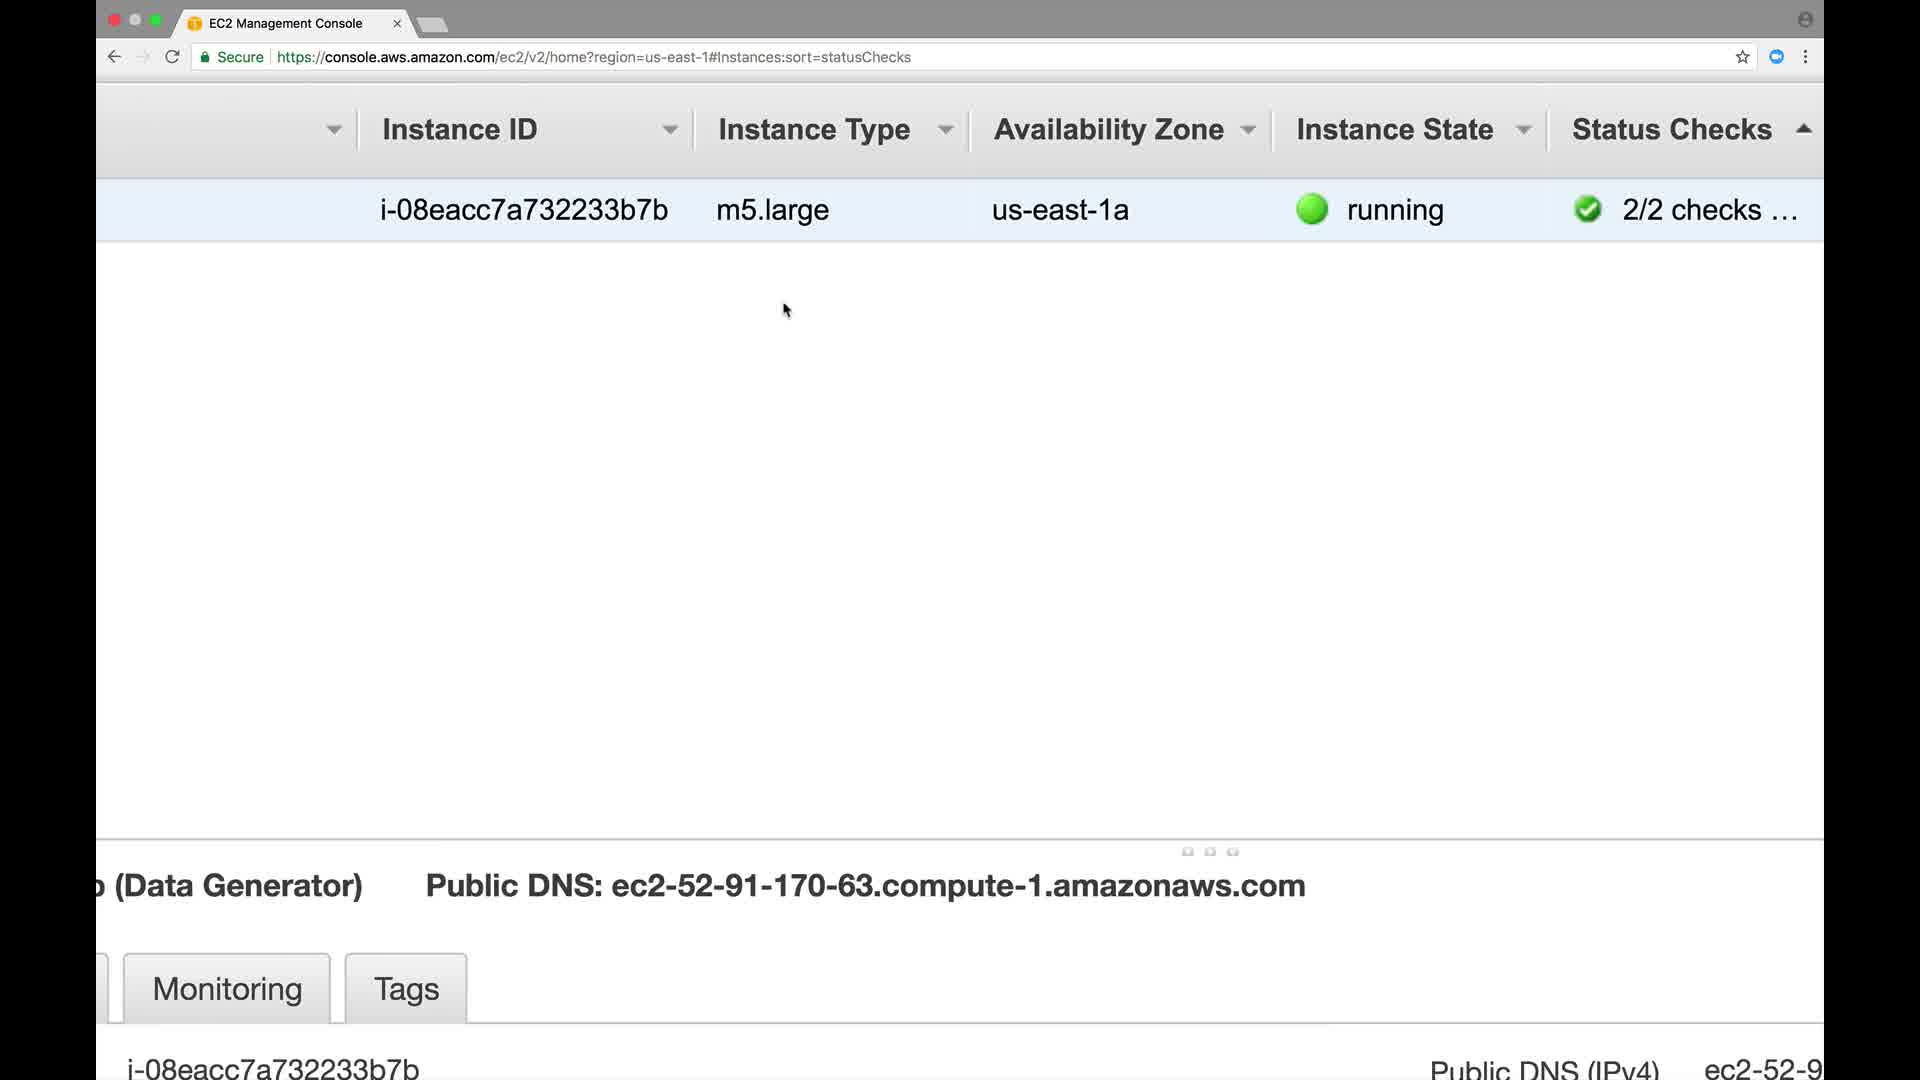 EC2 Management Console
Secure https://console.aws.amazon.com/ec2/v2/home?region=us-east-1#Instances:sort=statusChecks
Instance ID Instance Type Availability Zone Instance State Status Checks
i-08eacc7a732233b7b m5.large us-east-1a running 2/2 checks ...
(Data Generator) Public DNS: ec2-52-91-170-63.compute-1.amazonaws.com
Monitoring Tags
i-08eacc7a732233b7b Public DNS (IPv4) ec2-52-9